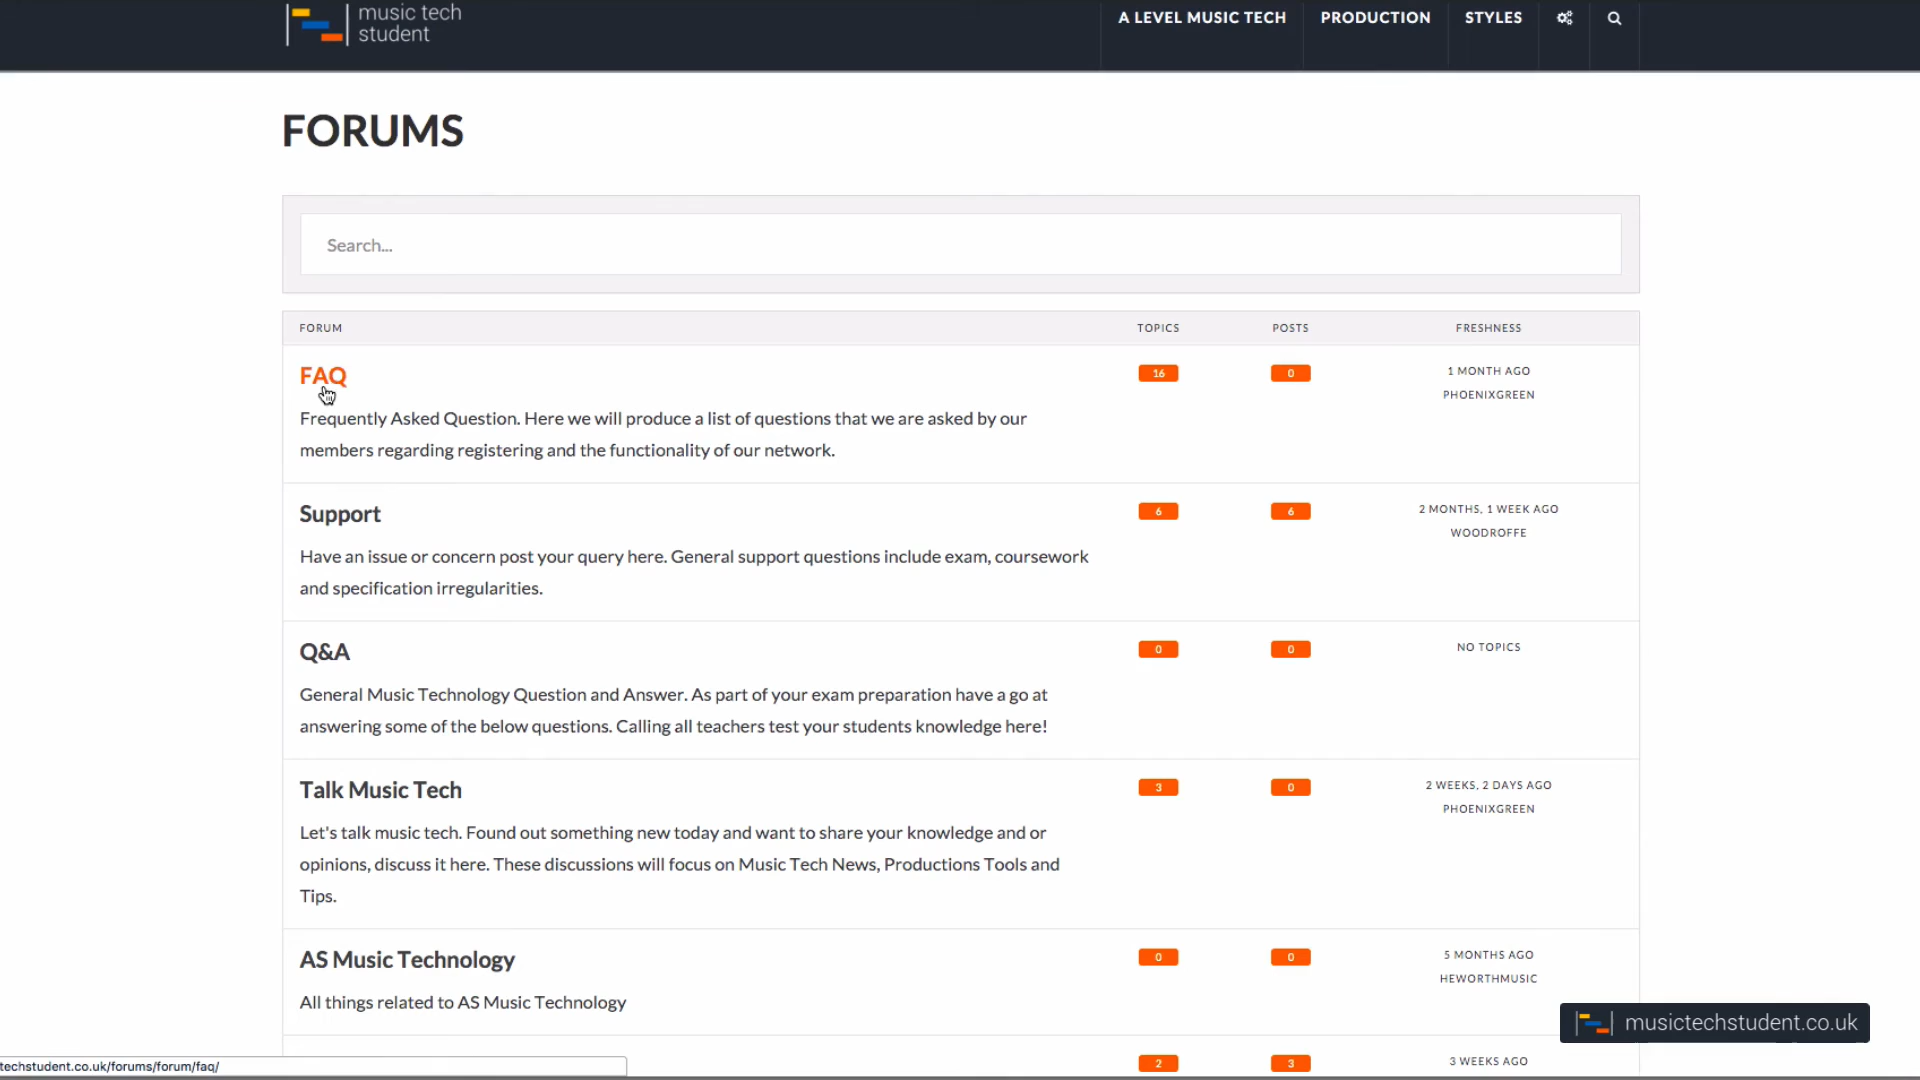 music tech
student
A LEVEL MUSIC TECH
PRODUCTION
STYLES
FORUMS
Search...
FORUM
TOPICS
POSTS
FRESHNESS
FAQ
16
0
1 MONTH AGO
PHOENIXGREEN
Frequently Asked Question. Here we will produce a list of questions that we are asked by our
members regarding registering and the functionality of our network.
Support
6
6
2 MONTHS, 1 WEEK AGO
WOODROFFE
Have an issue or concern post your query here. General support questions include exam, coursework
and specification irregularities.
Q&A
0
0
NO TOPICS
General Music Technology Question and Answer. As part of your exam preparation have a go at
answering some of the below questions. Calling all teachers test your students knowledge here!
Talk Music Tech
3
0
2 WEEKS, 2 DAYS AGO
PHOENIXGREEN
Let's talk music tech. Found out something new today and want to share your knowledge and or
opinions, discuss it here. These discussions will focus on Music Tech News, Productions Tools and
Tips.
AS Music Technology
0
0
5 MONTHS AGO
HEWORTHMUSIC
All things related to AS Music Technology
musictechstudent.co.uk
2
3
3 WEEKS AGO
techstudent.co.uk/forums/forum/faq/